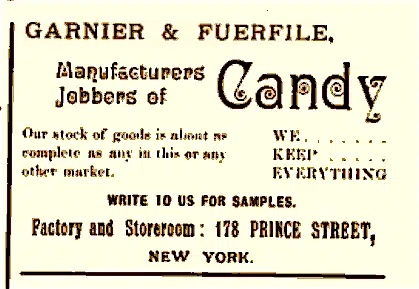 GARNIER & FUERFILE,
Manufacturers
Jobbers of
Candy
Our stock of goods is about as
complete as any in this or any
other market.
WE. . . . . . .
KEEP . . . . .
EVERYTHING
WRITE TO US FOR SAMPLES.
Factory and Storeroom: 178 PRINCE STREET,
NEW YORK.